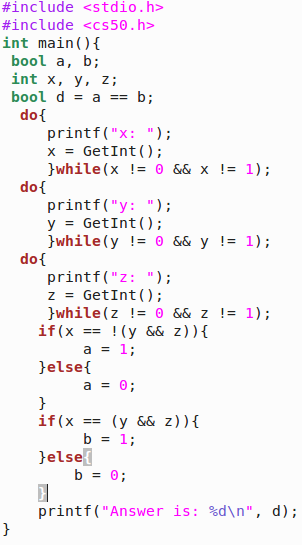 #include <stdio.h>
#include <cs50.h>
int main(){
 bool a, b;
 int x, y, z;
 bool d = a == b;
  do{
     printf("x: ");
     x = GetInt();
     }while(x != 0 && x != 1);
  do{
     printf("y: ");
     y = GetInt();
     }while(y != 0 && y != 1);
  do{
     printf("z: ");
     z = GetInt();
     }while(z != 0 && z != 1);
    if(x == !(y && z)){
         a = 1;
    }else{
         a = 0;
    }
    if(x == (y && z)){
         b = 1;
    }else{
        b = 0;
    }
    printf("Answer is: %d\n", d);
}